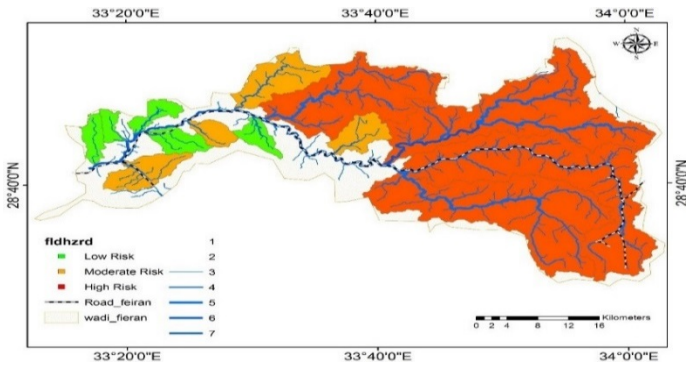 33°20'0"E 33°40'0"E 34°0'0"E
N
W E
S
28°40'0"N 28°40'0"N
fldhzrd
Low Risk
Moderate Risk
High Risk
Road_feiran
wadi_fieran
1
2
3
4
5
6
7
Kilometers
0 2 4 8 12 16
33°20'0"E 33°40'0"E 34°0'0"E